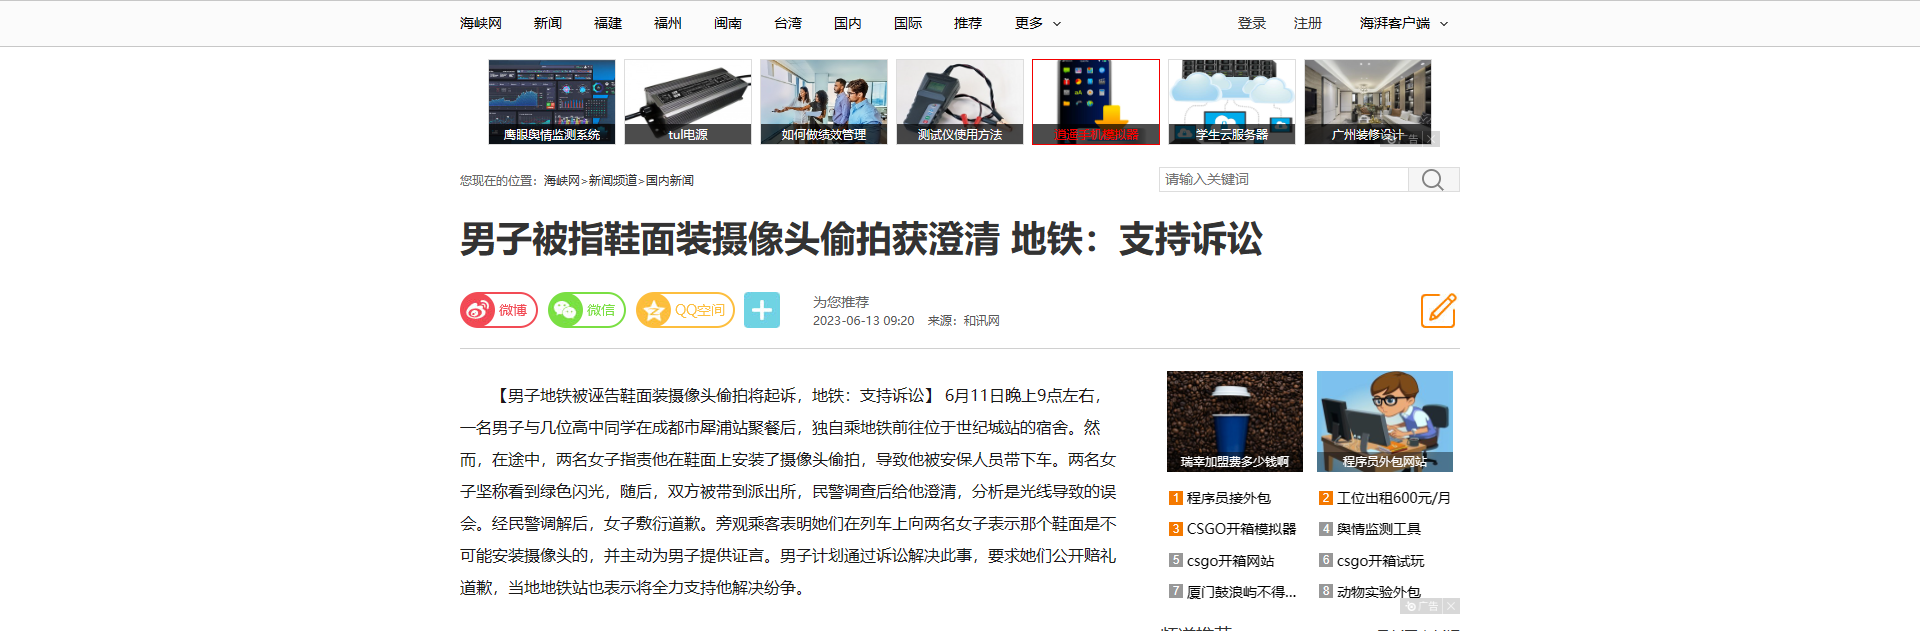 海峡网 新闻 福建 福州 闽南 台湾 国内 国际 推荐 更多 登录 注册 海湃客户端
鹰眼舆情监测系统 tul电源 如何做绩效管理 测试仪使用方法 逍遥手机模拟器 学生云服务器 广州装修设计
您现在的位置：海峡网>新闻频道>国内新闻 请输入关键词
男子被指鞋面装摄像头偷拍获澄清 地铁：支持诉讼
微博 微信 QQ空间
为您推荐
2023-06-13 09:20 来源：和讯网
【男子地铁被诬告鞋面装摄像头偷拍将起诉，地铁：支持诉讼】 6月11日晚上9点左右，
一名男子与几位高中同学在成都市犀浦站聚餐后，独自乘地铁前往位于世纪城站的宿舍。然
而，在途中，两名女子指责他在鞋面上安装了摄像头偷拍，导致他被安保人员带下车。两名女
子坚称看到绿色闪光，随后，双方被带到派出所，民警调查后给他澄清，分析是光线导致的误
会。经民警调解后，女子敷衍道歉。旁观乘客表明她们在列车上向两名女子表示那个鞋面是不
可能安装摄像头的，并主动为男子提供证言。男子计划通过诉讼解决此事，要求她们公开赔礼
道歉，当地地铁站也表示将全力支持他解决纷争。
瑞幸加盟费多少钱啊 程序员外包网站
1 程序员接外包 2 工位出租600元/月
3 CSGO开箱模拟器 4 舆情监测工具
5 csgo开箱网站 6 csgo开箱试玩
7 厦门鼓浪屿不得... 8 动物实验外包
广告